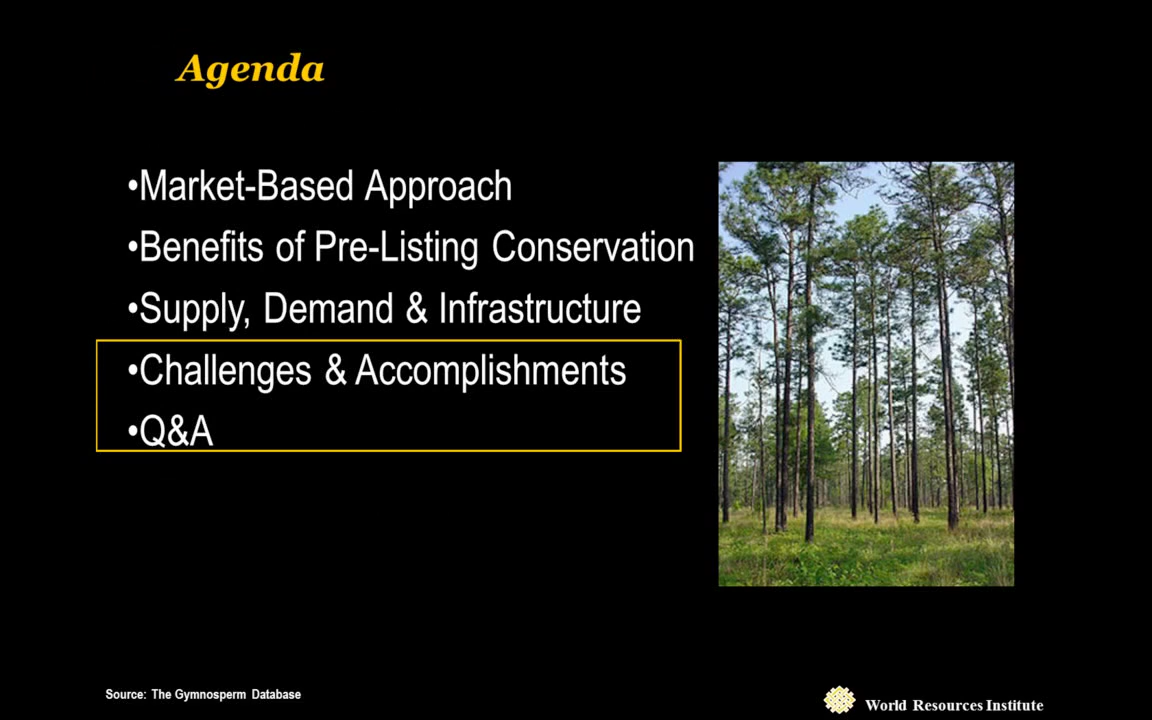 Agenda
•Market-Based Approach
•Benefits of Pre-Listing Conservation
•Supply, Demand & Infrastructure
•Challenges & Accomplishments
•Q&A
Source: The Gymnosperm Database
World Resources Institute